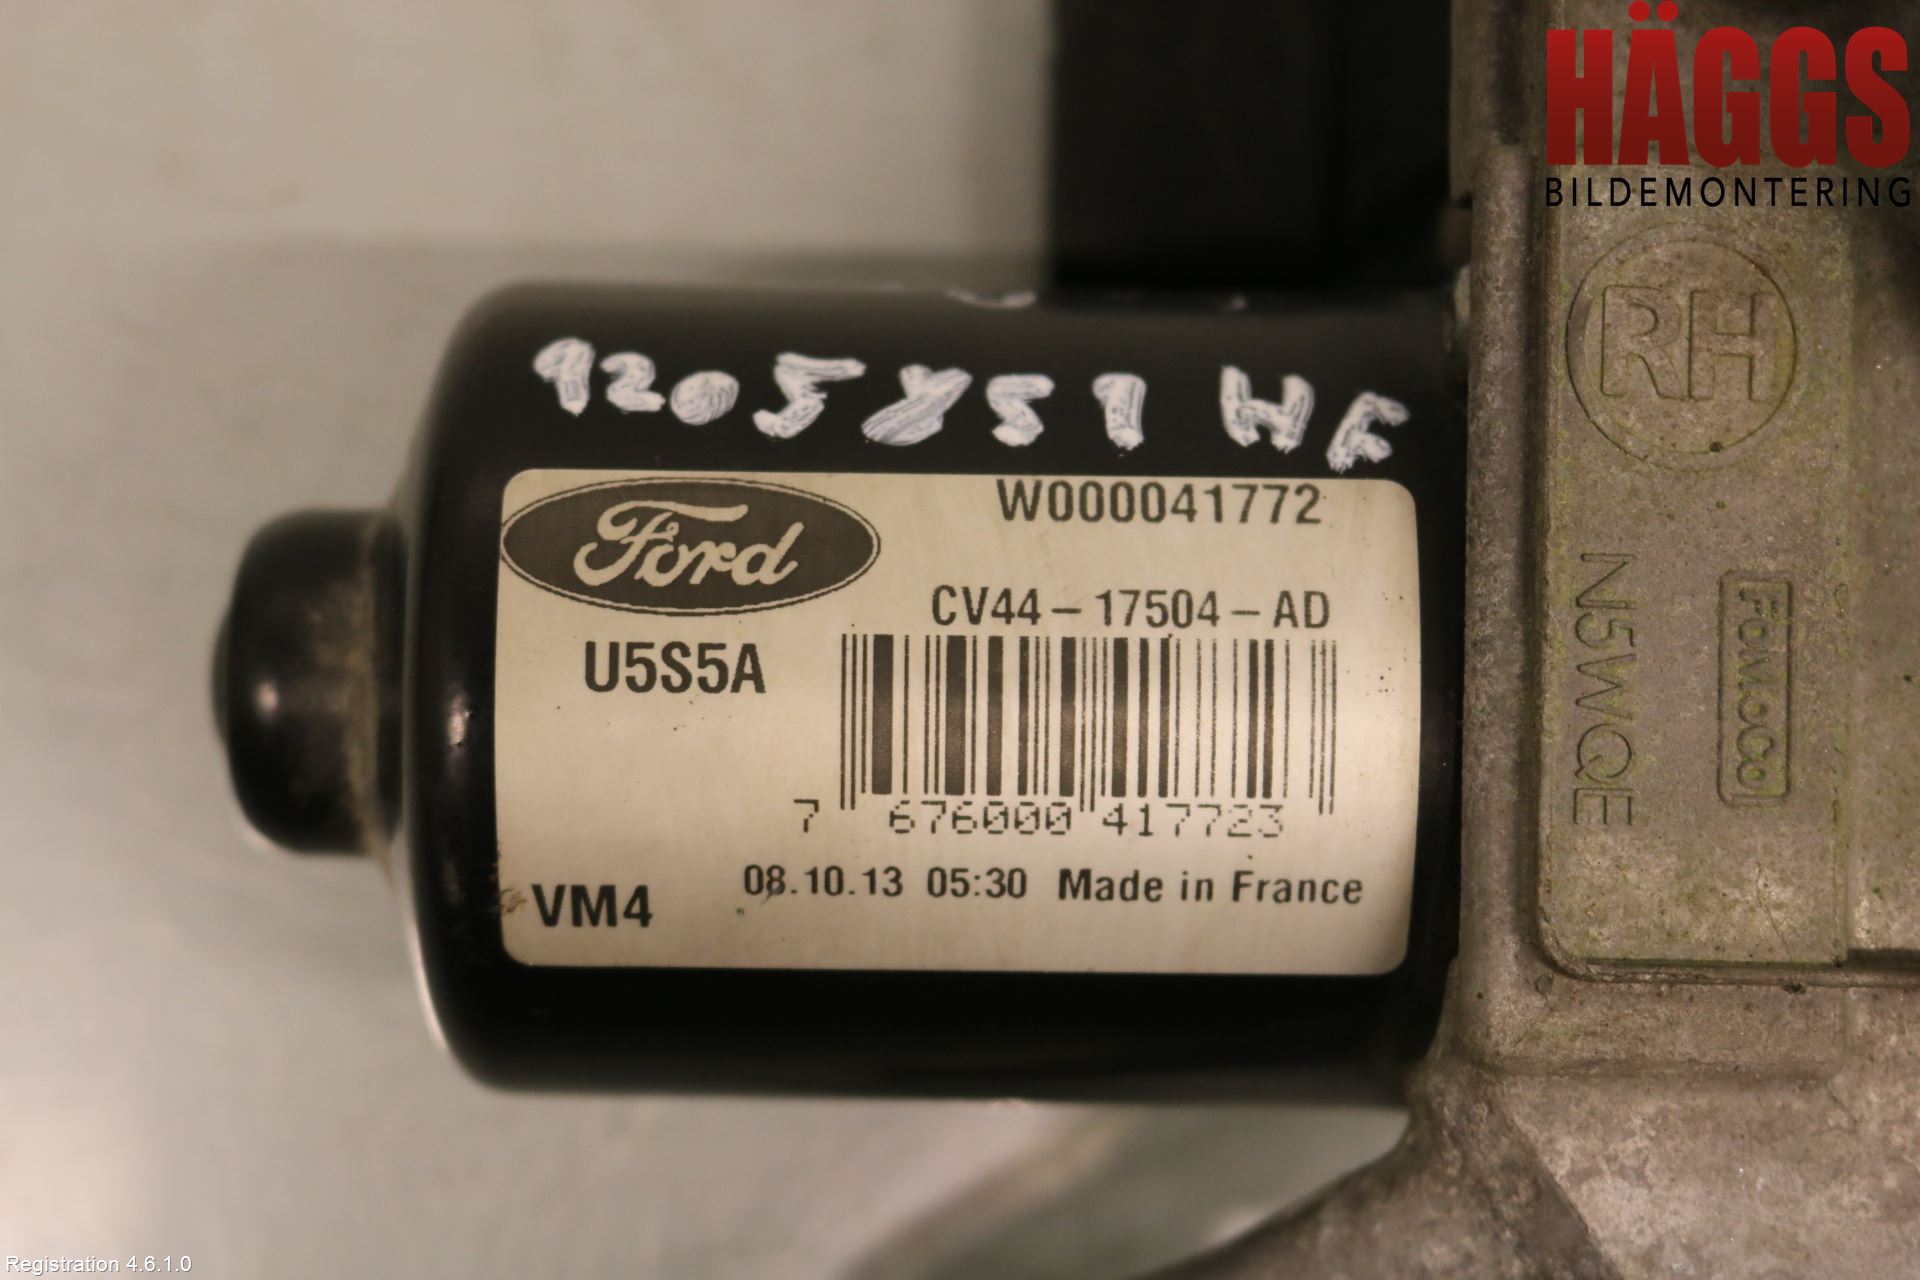 HÄGGS
BILDEMONTERING
RH
1205851 HF
Ford
W000041772
CV44-17504-AD
U5S5A
7 676000 417723
VM4
08.10.13 05:30 Made in France
N5WQE
FoMoCo
Registration 4.6.1.0